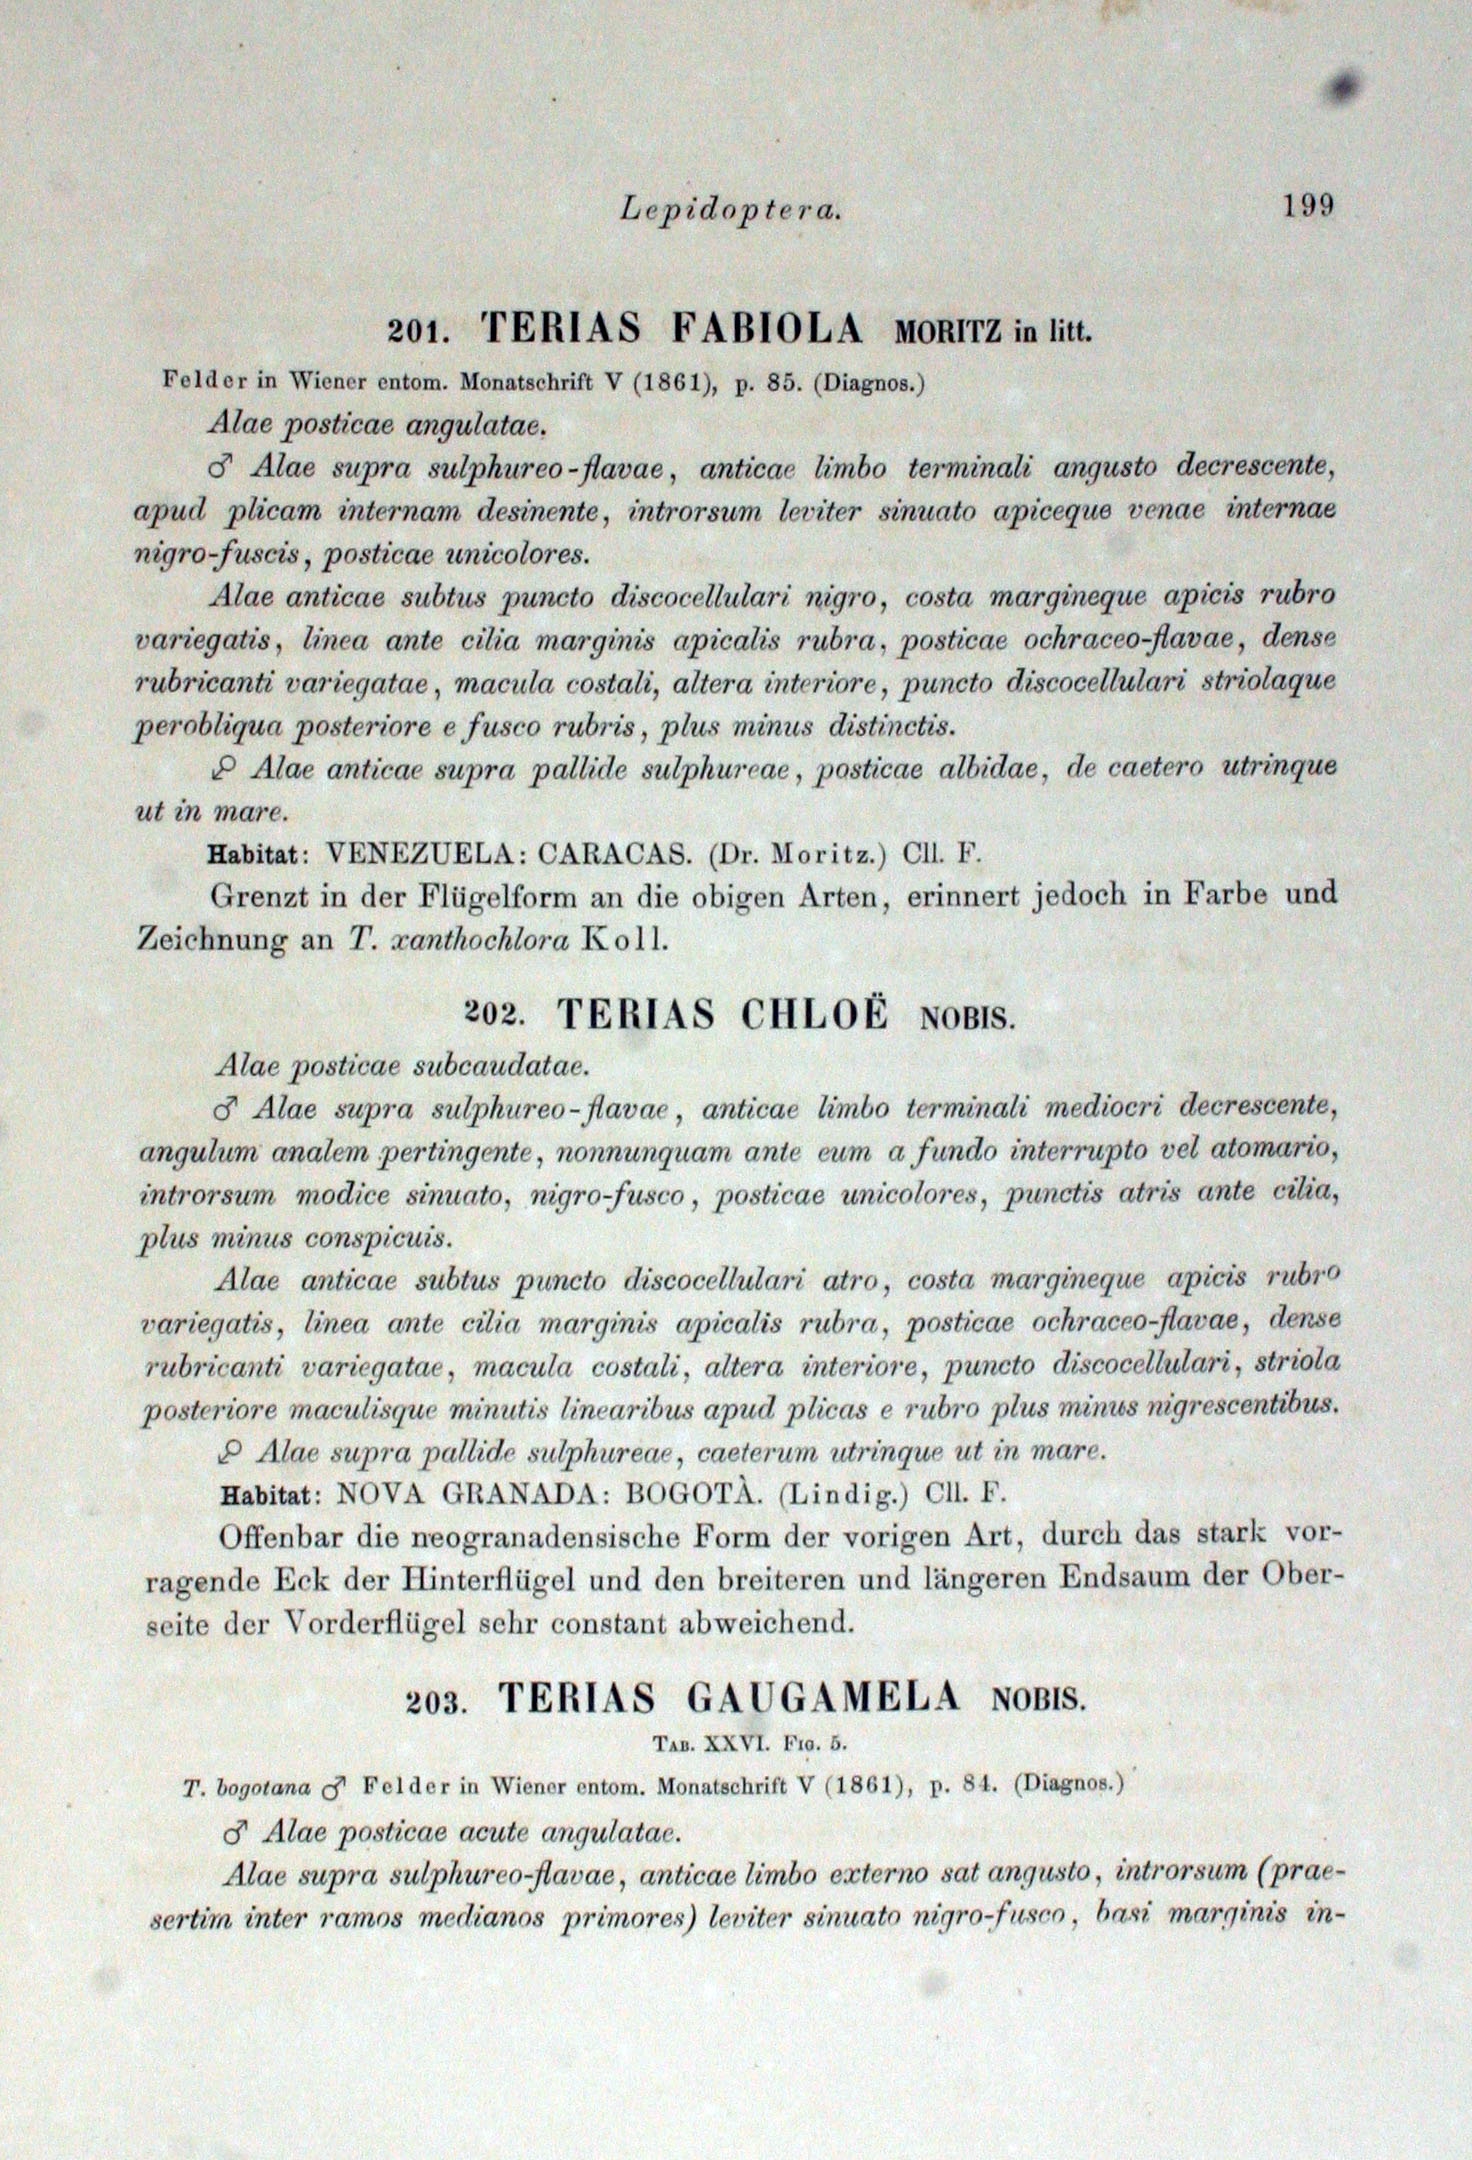 Lepidoptera. 199
201. TERIAS FABIOLA MORITZ in litt.
Felder in Wiener entom. Monatschrift V (1861), p. 85. (Diagnos.)
Alae posticae angulatae.
♂ Alae supra sulphureo-flavae, anticae limbo terminali angusto decrescente,
apud plicam internam desinente, introrsum leviter sinuato apiceque venae internae
nigro-fuscis, posticae unicolores.
Alae anticae subtus puncto discocellulari nigro, costa margineque apicis rubro
variegatis, linea ante cilia marginis apicalis rubra, posticae ochraceo-flavae, dense
rubricanti variegatae, macula costali, altera interiore, puncto discocellulari striolaque
perobliqua posteriore e fusco rubris, plus minus distinctis.
♀ Alae anticae supra pallide sulphureae, posticae albidae, de caetero utrinque
ut in mare.
Habitat: VENEZUELA: CARACAS. (Dr. Moritz.) Cll. F.
Grenzt in der Flügelform an die obigen Arten, erinnert jedoch in Farbe und
Zeichnung an T. xanthochlora Koll.
202. TERIAS CHLOË NOBIS.
Alae posticae subcaudatae.
♂ Alae supra sulphureo-flavae, anticae limbo terminali mediocri decrescente,
angulum analem pertingente, nonnunquam ante eum a fundo interrupto vel atomario,
introrsum modice sinuato, nigro-fusco, posticae unicolores, punctis atris ante cilia,
plus minus conspicuis.
Alae anticae subtus puncto discocellulari atro, costa margineque apicis rubro
variegatis, linea ante cilia marginis apicalis rubra, posticae ochraceo-flavae, dense
rubricanti variegatae, macula costali, altera interiore, puncto discocellulari, striola
posteriore maculisque minutis linearibus apud plicas e rubro plus minus nigrescentibus.
♀ Alae supra pallide sulphureae, caeterum utrinque ut in mare.
Habitat: NOVA GRANADA: BOGOTÀ. (Lindig.) Cll. F.
Offenbar die neogranadensische Form der vorigen Art, durch das stark vor-
ragende Eck der Hinterflügel und den breiteren und längeren Endsaum der Ober-
seite der Vorderflügel sehr constant abweichend.
203. TERIAS GAUGAMELA NOBIS.
TAB. XXVI. FIG. 5.
T. bogotana ♂ Felder in Wiener entom. Monatschrift V (1861), p. 84. (Diagnos.)
♂ Alae posticae acute angulatae.
Alae supra sulphureo-flavae, anticae limbo externo sat angusto, introrsum (prae-
sertim inter ramos medianos primores) leviter sinuato nigro-fusco, basi marginis in-